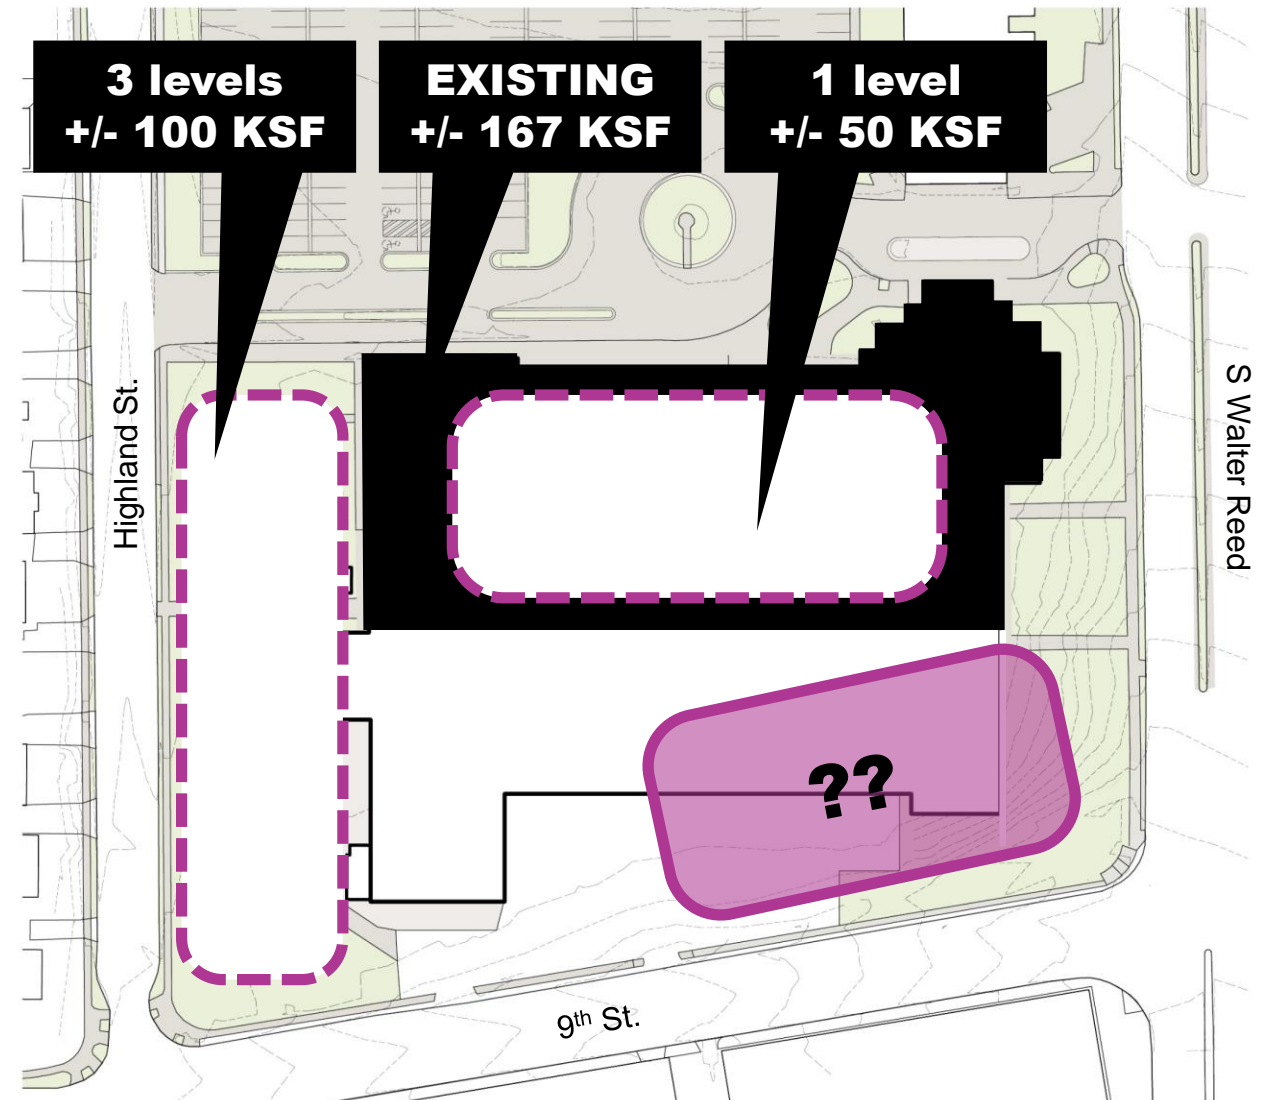 3 levels
+/- 100 KSF
EXISTING
+/- 167 KSF
1 level
+/- 50 KSF
Highland St.
S Walter Reed
??
9th St.